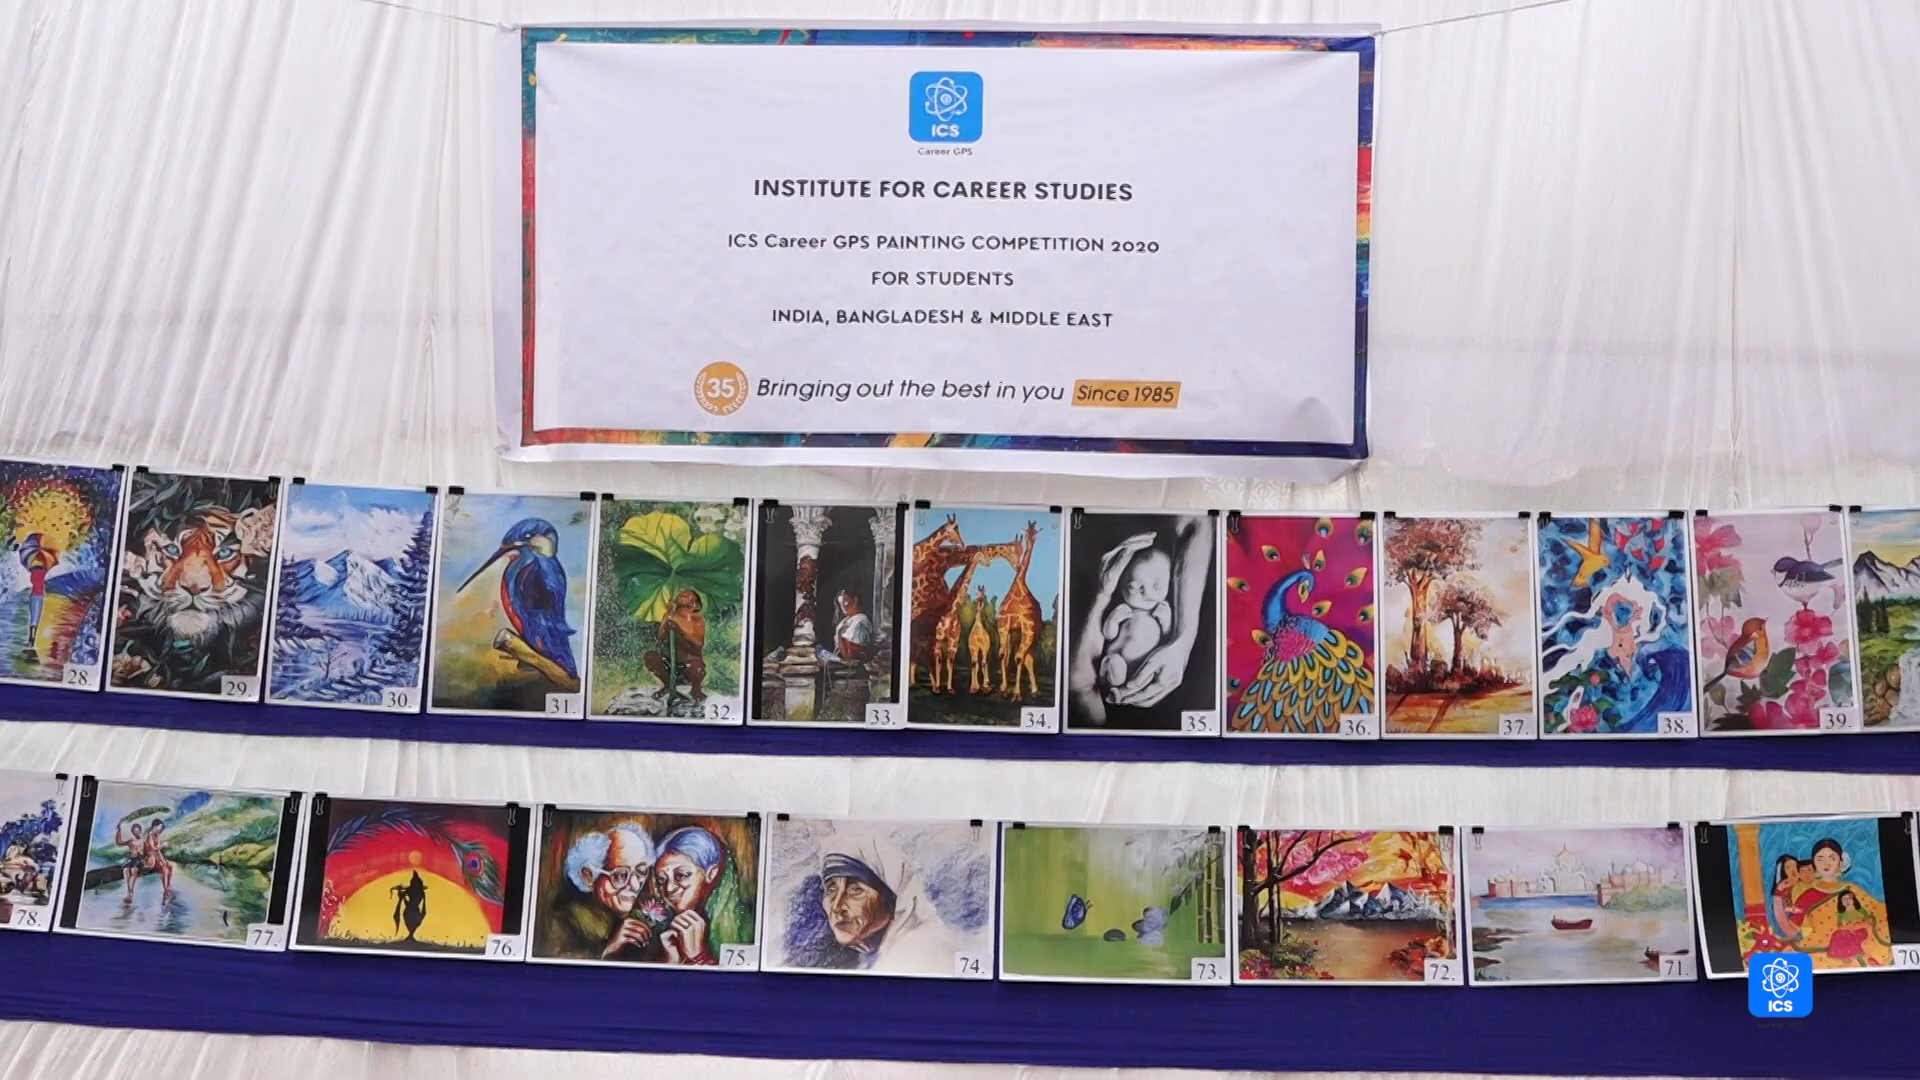 ICS
Career GPS
INSTITUTE FOR CAREER STUDIES
ICS Career GPS PAINTING COMPETITION 2020
FOR STUDENTS
INDIA, BANGLADESH & MIDDLE EAST
35 Bringing out the best in you Since 1985
28. 29. 30. 31. 32. 33. 34. 35. 36. 37. 38. 39.
78. 77. 76. 75. 74. 73. 72. 71. 70
ICS